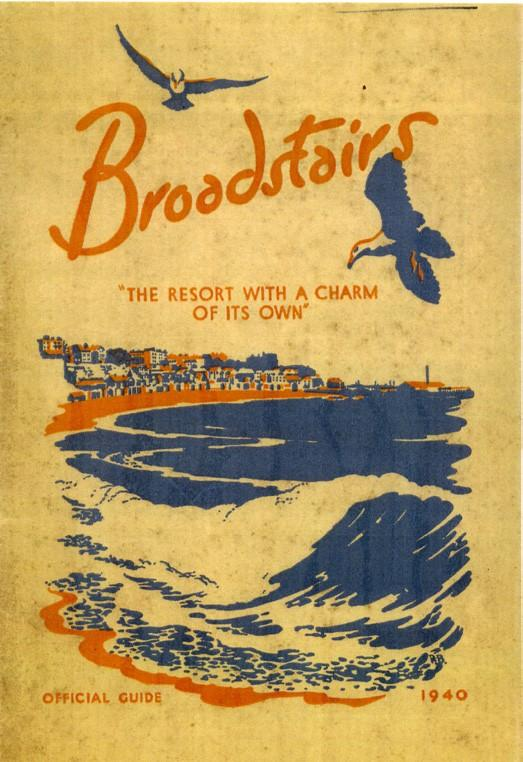 Broadstairs
"THE RESORT WITH A CHARM
OF ITS OWN"
OFFICIAL GUIDE
1940